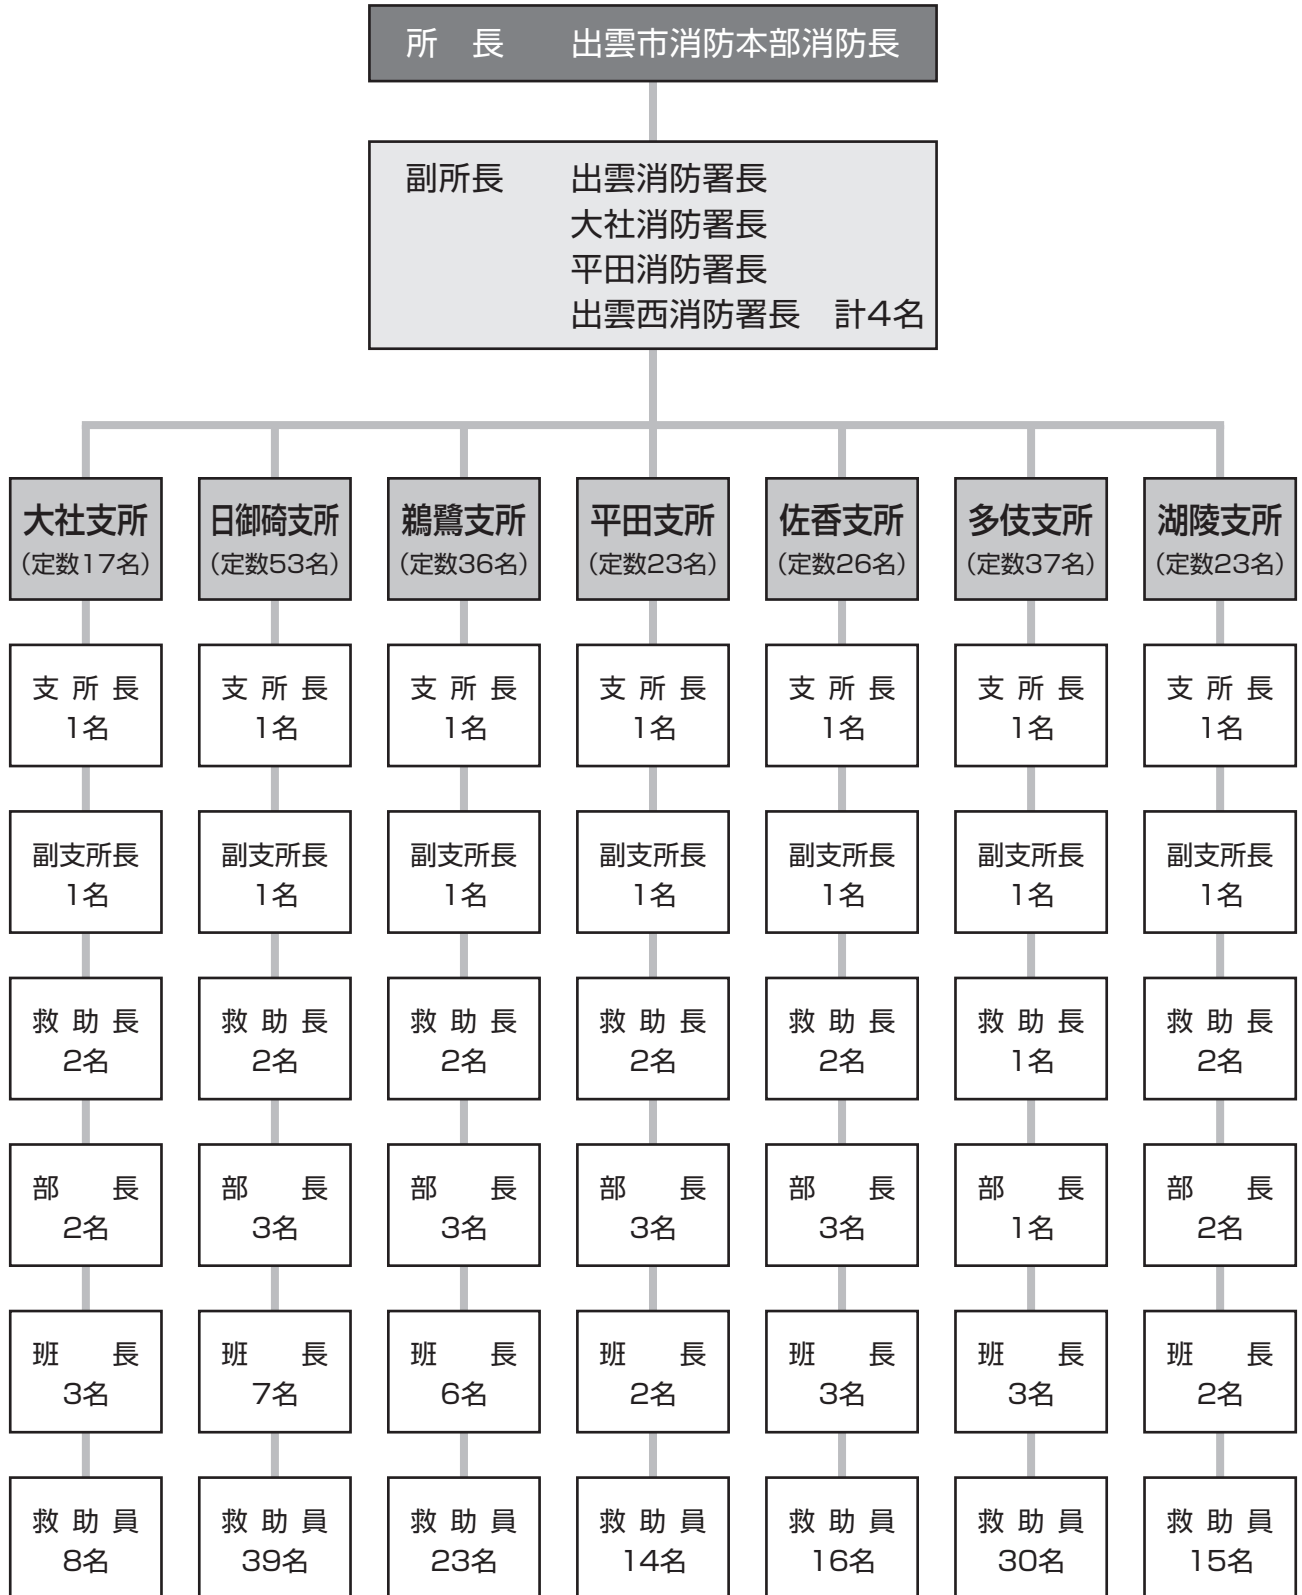 所　長　　出雲市消防本部消防長
副所長　　出雲消防署長
大社消防署長
平田消防署長
出雲西消防署長　計4名
大社支所
（定数17名）
日御碕支所
（定数53名）
鵜鷺支所
（定数36名）
平田支所
（定数23名）
佐香支所
（定数26名）
多伎支所
（定数37名）
湖陵支所
（定数23名）
支 所 長
1名
支 所 長
1名
支 所 長
1名
支 所 長
1名
支 所 長
1名
支 所 長
1名
支 所 長
1名
副支所長
1名
副支所長
1名
副支所長
1名
副支所長
1名
副支所長
1名
副支所長
1名
副支所長
1名
救 助 長
2名
救 助 長
2名
救 助 長
2名
救 助 長
2名
救 助 長
2名
救 助 長
1名
救 助 長
2名
部　　長
2名
部　　長
3名
部　　長
3名
部　　長
3名
部　　長
3名
部　　長
1名
部　　長
2名
班　　長
3名
班　　長
7名
班　　長
6名
班　　長
2名
班　　長
3名
班　　長
3名
班　　長
2名
救 助 員
8名
救 助 員
39名
救 助 員
23名
救 助 員
14名
救 助 員
16名
救 助 員
30名
救 助 員
15名